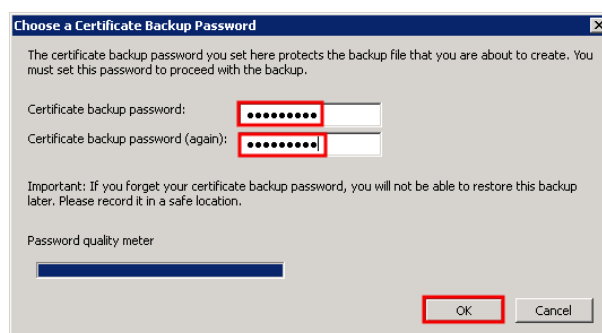 Choose a Certificate Backup Password
The certificate backup password you set here protects the backup file that you are about to create. You
must set this password to proceed with the backup.
Certificate backup password:
●●●●●●●●●
Certificate backup password (again):
●●●●●●●●●
Important: If you forget your certificate backup password, you will not be able to restore this backup
later. Please record it in a safe location.
Password quality meter
OK
Cancel